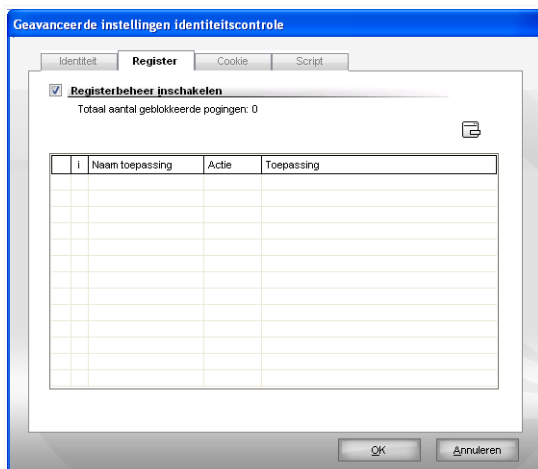 Geavanceerde instellingen identiteitscontrole
Identiteit Register Cookie Script
Registerbeheer inschakelen
Totaal aantal geblokkeerde pogingen: 0
i Naam toepassing Actie Toepassing
OK Annuleren